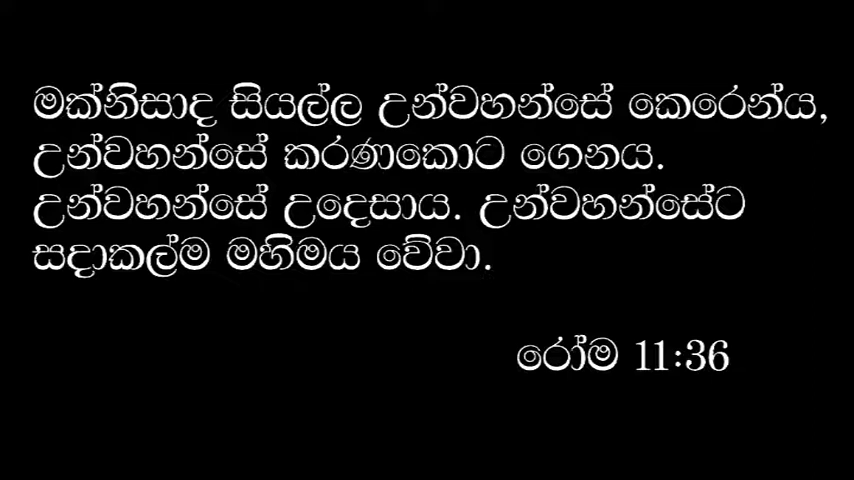 මක්නිසාද සියල්ල උන්වහන්සේ කෙරෙන්ය,
උන්වහන්සේ කරණකොට ගෙනය.
උන්වහන්සේ උදෙසාය. උන්වහන්සේට
සදාකල්ම මහිමය වේවා.
රෝම 11:36